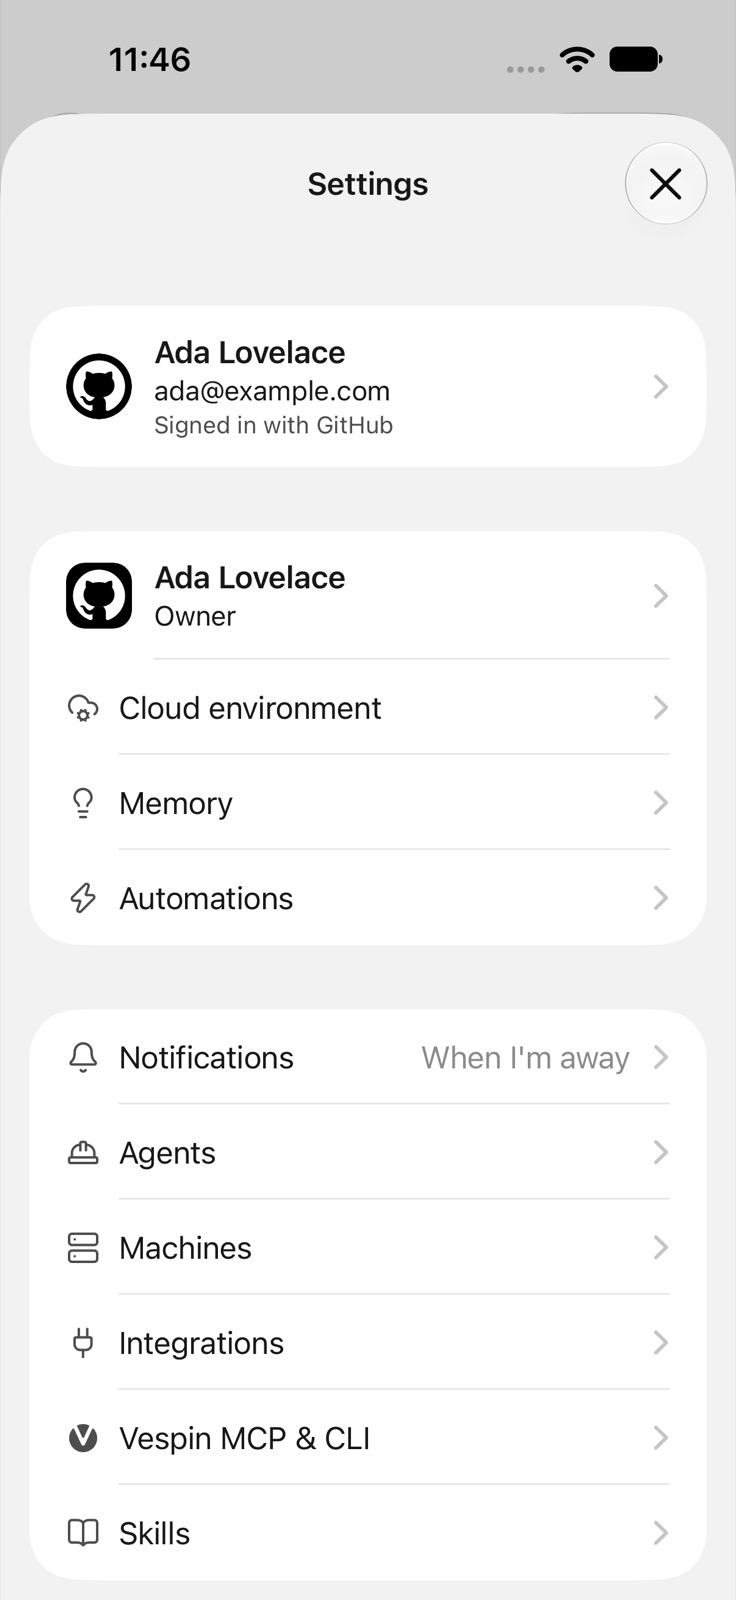 11:46
Settings
Ada Lovelace
ada@example.com
Signed in with GitHub
Ada Lovelace
Owner
Cloud environment
Memory
Automations
Notifications When I'm away
Agents
Machines
Integrations
Vespin MCP & CLI
Skills